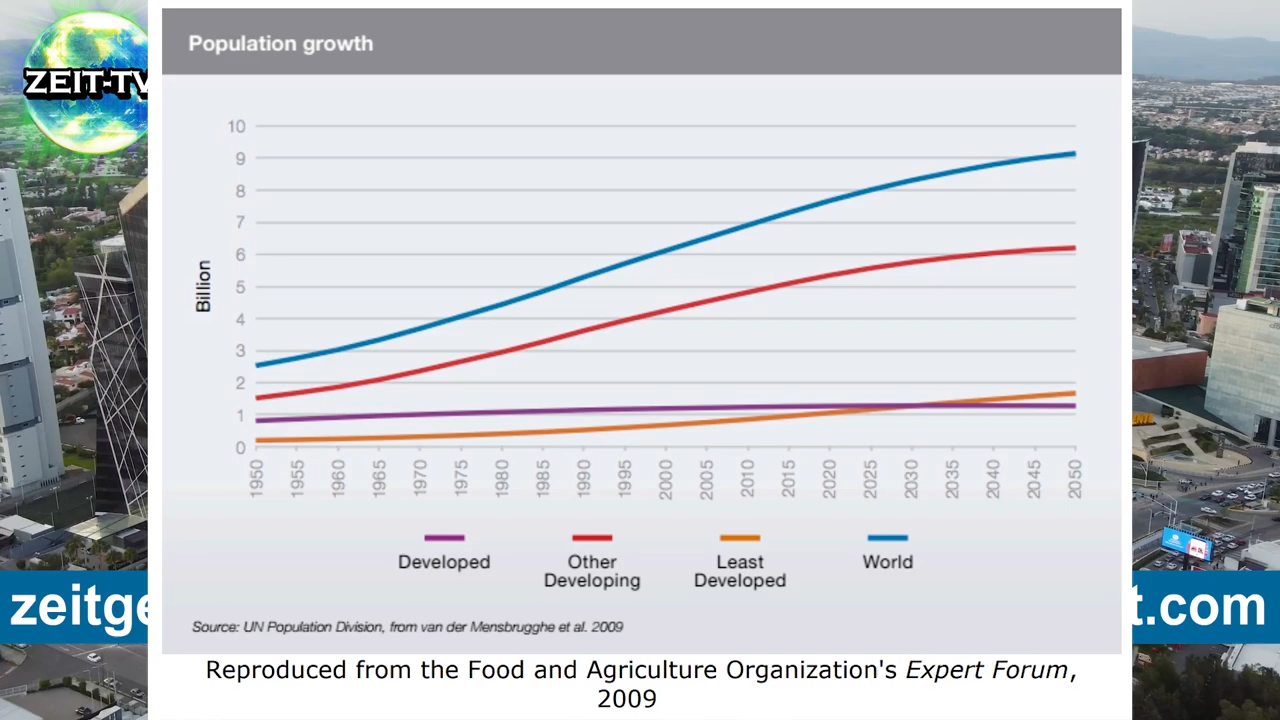 ZEIT-TV
Population growth
10
9
8
7
6
5
4
3
2
1
0
Billion
1950 1955 1960 1965 1970 1975 1980 1985 1990 1995 2000 2005 2010 2015 2020 2025 2030 2035 2040 2045 2050
Developed
Other
Developing
Least
Developed
World
Source: UN Population Division, from van der Mensbrugghe et al. 2009
zeitge
t.com
Reproduced from the Food and Agriculture Organization's Expert Forum,
2009